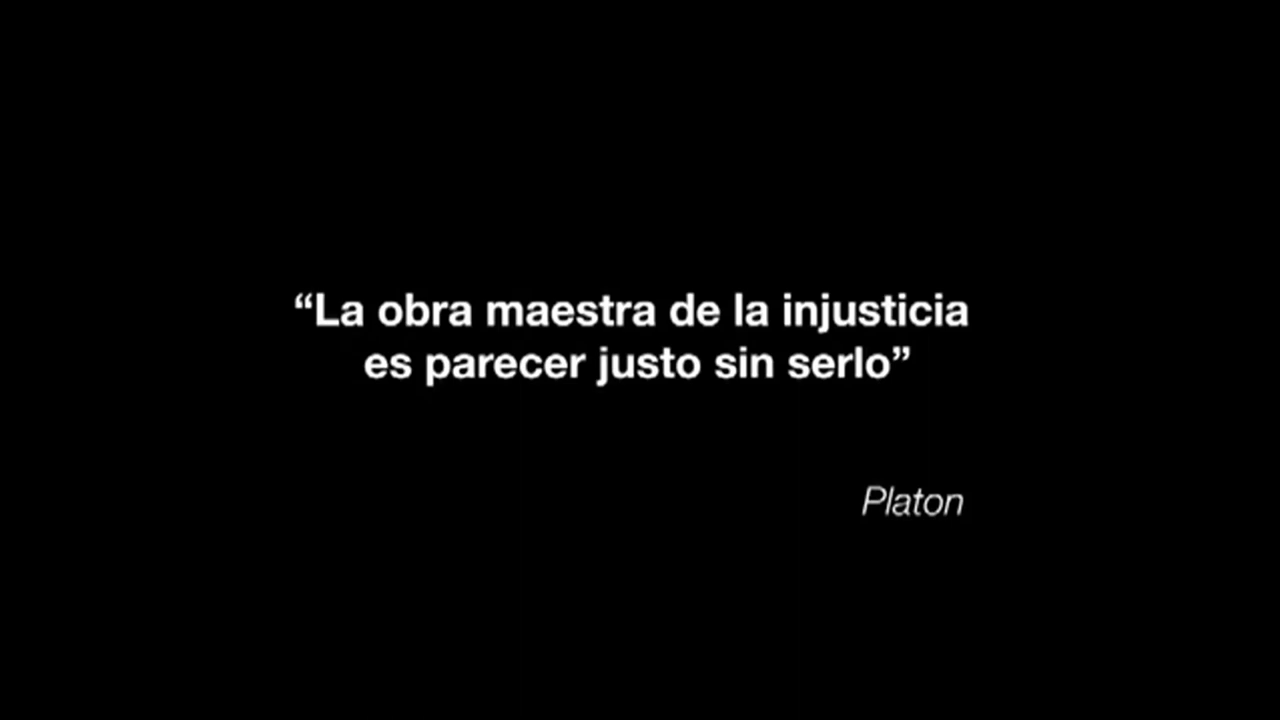 “La obra maestra de la injusticia
es parecer justo sin serlo”
Platon